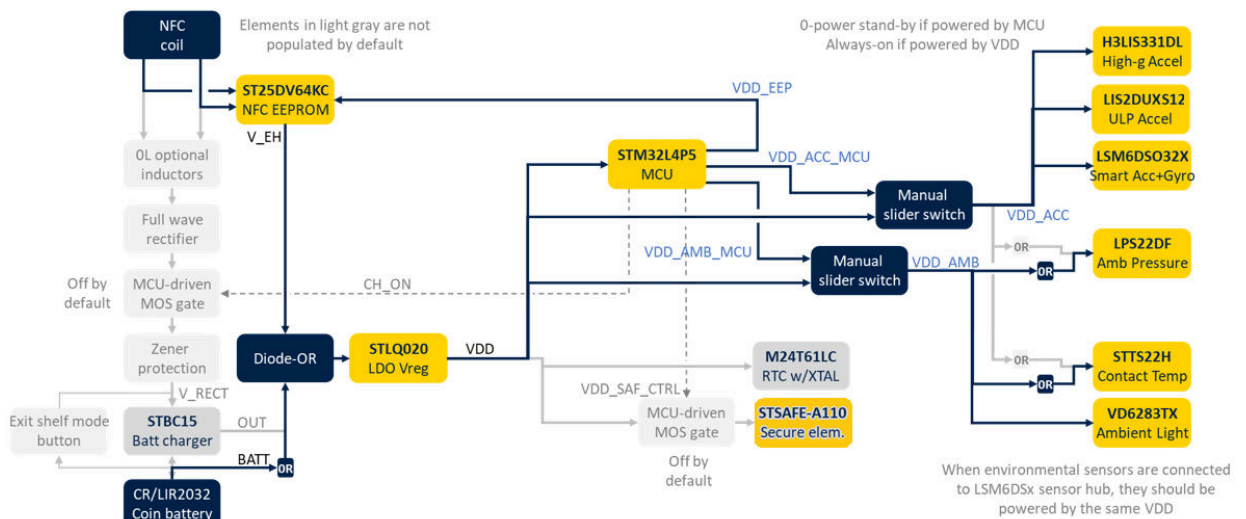 NFC
coil
Elements in light gray are not
populated by default
0-power stand-by if powered by MCU
Always-on if powered by VDD
H3LIS331DL
High-g Accel
ST25DV64KC
NFC EEPROM
VDD_EEP
LIS2DUXS12
ULP Accel
V_EH
0L optional
inductors
STM32L4P5
MCU
VDD_ACC_MCU
LSM6DSO32X
Smart Acc+Gyro
Manual
slider switch
VDD_ACC
Full wave
rectifier
VDD_AMB_MCU
Manual
slider switch
VDD_AMB
OR
OR
LPS22DF
Amb Pressure
Off by
default
MCU-driven
MOS gate
CH_ON
Zener
protection
Diode-OR
STLQ020
LDO Vreg
VDD
M24T61LC
RTC w/XTAL
OR
OR
STTS22H
Contact Temp
V_RECT
VDD_SAF_CTRL
Exit shelf mode
button
STBC15
Batt charger
OUT
MCU-driven
MOS gate
STSAFE-A110
Secure elem.
VD6283TX
Ambient Light
BATT
OR
Off by
default
CR/LIR2032
Coin battery
When environmental sensors are connected
to LSM6DSx sensor hub, they should be
powered by the same VDD